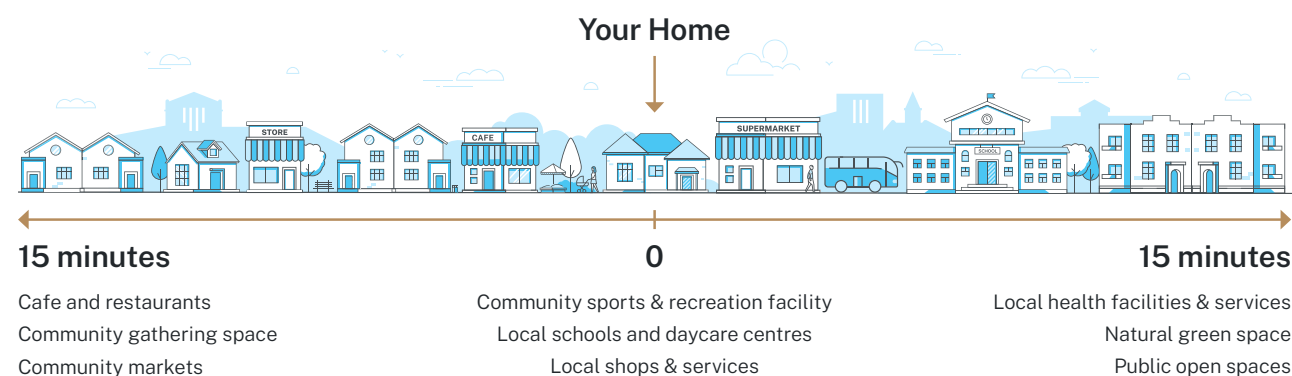 Your Home
STORE
CAFE
SUPERMARKET
SCHOOL
15 minutes
0
15 minutes
Cafe and restaurants
Community gathering space
Community markets
Community sports & recreation facility
Local schools and daycare centres
Local shops & services
Local health facilities & services
Natural green space
Public open spaces